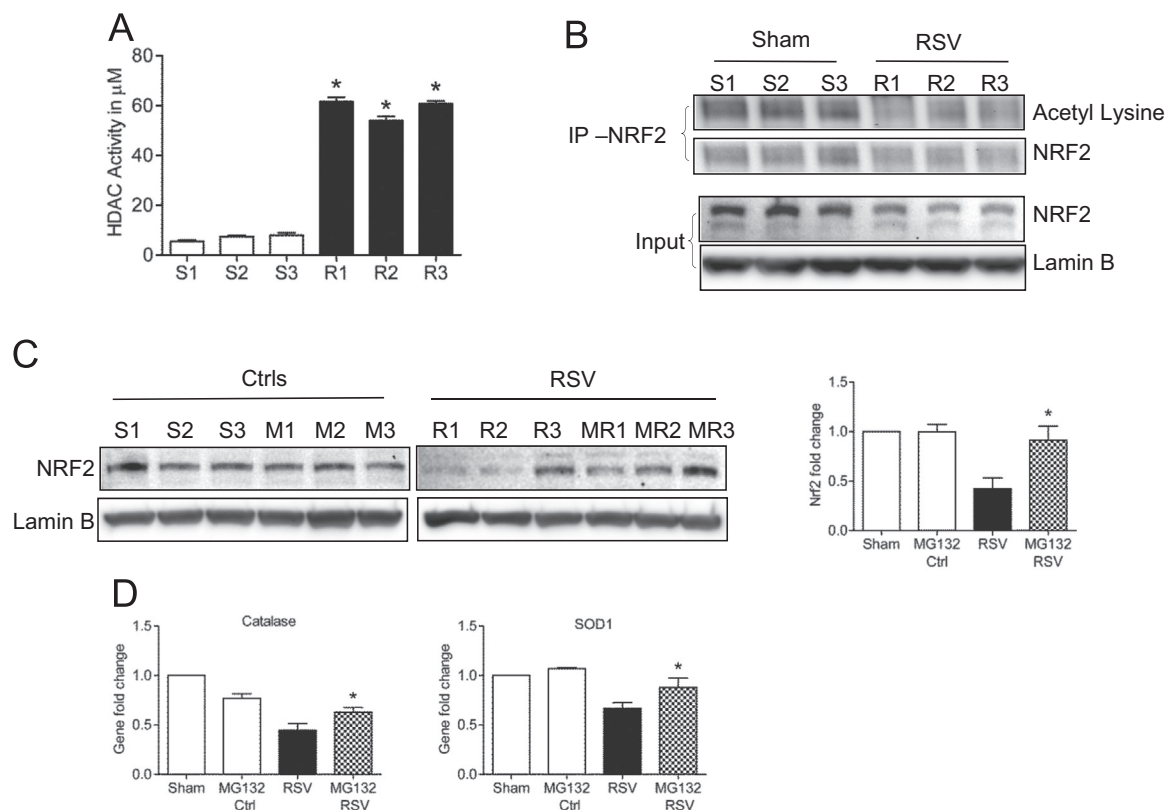 A
HDAC Activity in μM
80
60
40
20
0
* * *
S1 S2 S3 R1 R2 R3
B
Sham RSV
S1 S2 S3 R1 R2 R3
IP –NRF2
Acetyl Lysine
NRF2
Input
NRF2
Lamin B
C
Ctrls RSV
S1 S2 S3 M1 M2 M3 R1 R2 R3 MR1 MR2 MR3
NRF2
Lamin B
Nrf2 fold change
1.5
1.0
0.5
0.0
*
Sham MG132 Ctrl RSV MG132 RSV
D
Catalase
Gene fold change
1.5
1.0
0.5
0.0
*
Sham MG132 Ctrl RSV MG132 RSV
SOD1
Gene fold change
1.5
1.0
0.5
0.0
*
Sham MG132 Ctrl RSV MG132 RSV